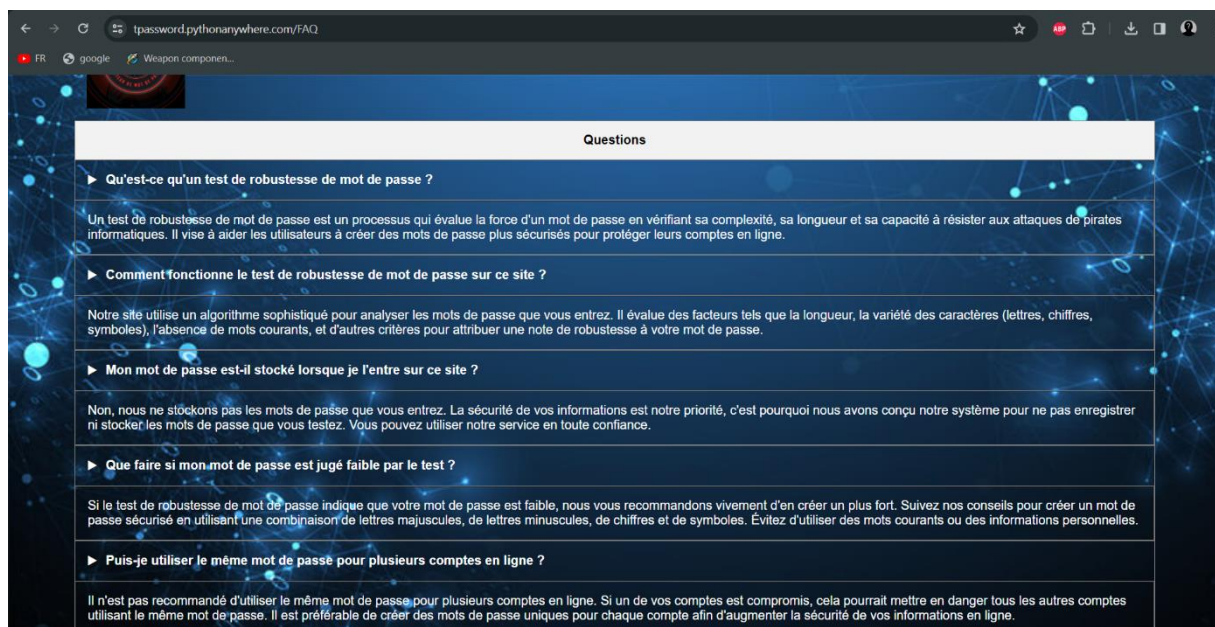 tpassword.pythonanywhere.com/FAQ
ABP
FR
google
Weapon componen...
Questions
▶ Qu'est-ce qu'un test de robustesse de mot de passe ?
Un test de robustesse de mot de passe est un processus qui évalue la force d'un mot de passe en vérifiant sa complexité, sa longueur et sa capacité à résister aux attaques de pirates
informatiques. Il vise à aider les utilisateurs à créer des mots de passe plus sécurisés pour protéger leurs comptes en ligne.
▶ Comment fonctionne le test de robustesse de mot de passe sur ce site ?
Notre site utilise un algorithme sophistiqué pour analyser les mots de passe que vous entrez. Il évalue des facteurs tels que la longueur, la variété des caractères (lettres, chiffres,
symboles), l'absence de mots courants, et d'autres critères pour attribuer une note de robustesse à votre mot de passe.
▶ Mon mot de passe est-il stocké lorsque je l'entre sur ce site ?
Non, nous ne stockons pas les mots de passe que vous entrez. La sécurité de vos informations est notre priorité, c'est pourquoi nous avons conçu notre système pour ne pas enregistrer
ni stocker les mots de passe que vous testez. Vous pouvez utiliser notre service en toute confiance.
▶ Que faire si mon mot de passe est jugé faible par le test ?
Si le test de robustesse de mot de passe indique que votre mot de passe est faible, nous vous recommandons vivement d'en créer un plus fort. Suivez nos conseils pour créer un mot de
passe sécurisé en utilisant une combinaison de lettres majuscules, de lettres minuscules, de chiffres et de symboles. Évitez d'utiliser des mots courants ou des informations personnelles.
▶ Puis-je utiliser le même mot de passe pour plusieurs comptes en ligne ?
Il n'est pas recommandé d'utiliser le même mot de passe pour plusieurs comptes en ligne. Si un de vos comptes est compromis, cela pourrait mettre en danger tous les autres comptes
utilisant le même mot de passe. Il est préférable de créer des mots de passe uniques pour chaque compte afin d'augmenter la sécurité de vos informations en ligne.